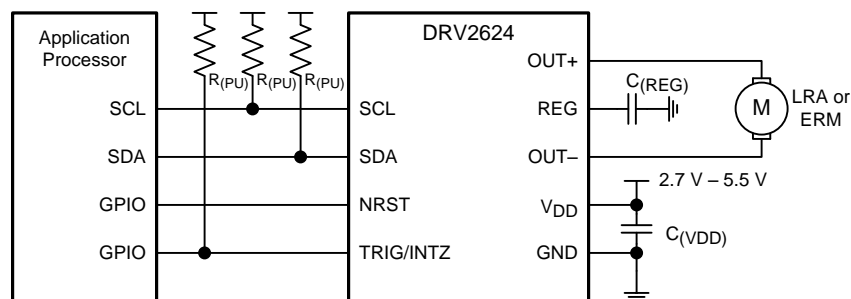 Application
Processor
SCL
SDA
GPIO
GPIO
R(PU)
R(PU)
R(PU)
DRV2624
SCL
SDA
NRST
TRIG/INTZ
OUT+
REG
OUT–
VDD
GND
C(REG)
M
LRA or
ERM
2.7 V – 5.5 V
C(VDD)